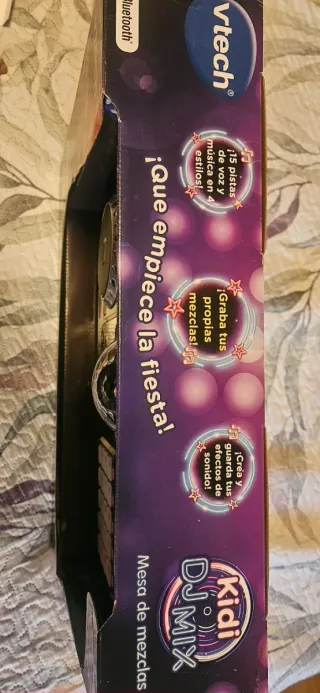 Bluetooth®
vtech®
¡15 pistas
de voz y
música en 4
estilos!
¡Graba tus
propias
mezclas!
¡Crea y
guarda tus
efectos de
sonido!
¡Que empiece la fiesta!
Kidi
DJ MIX
Mesa de mezclas